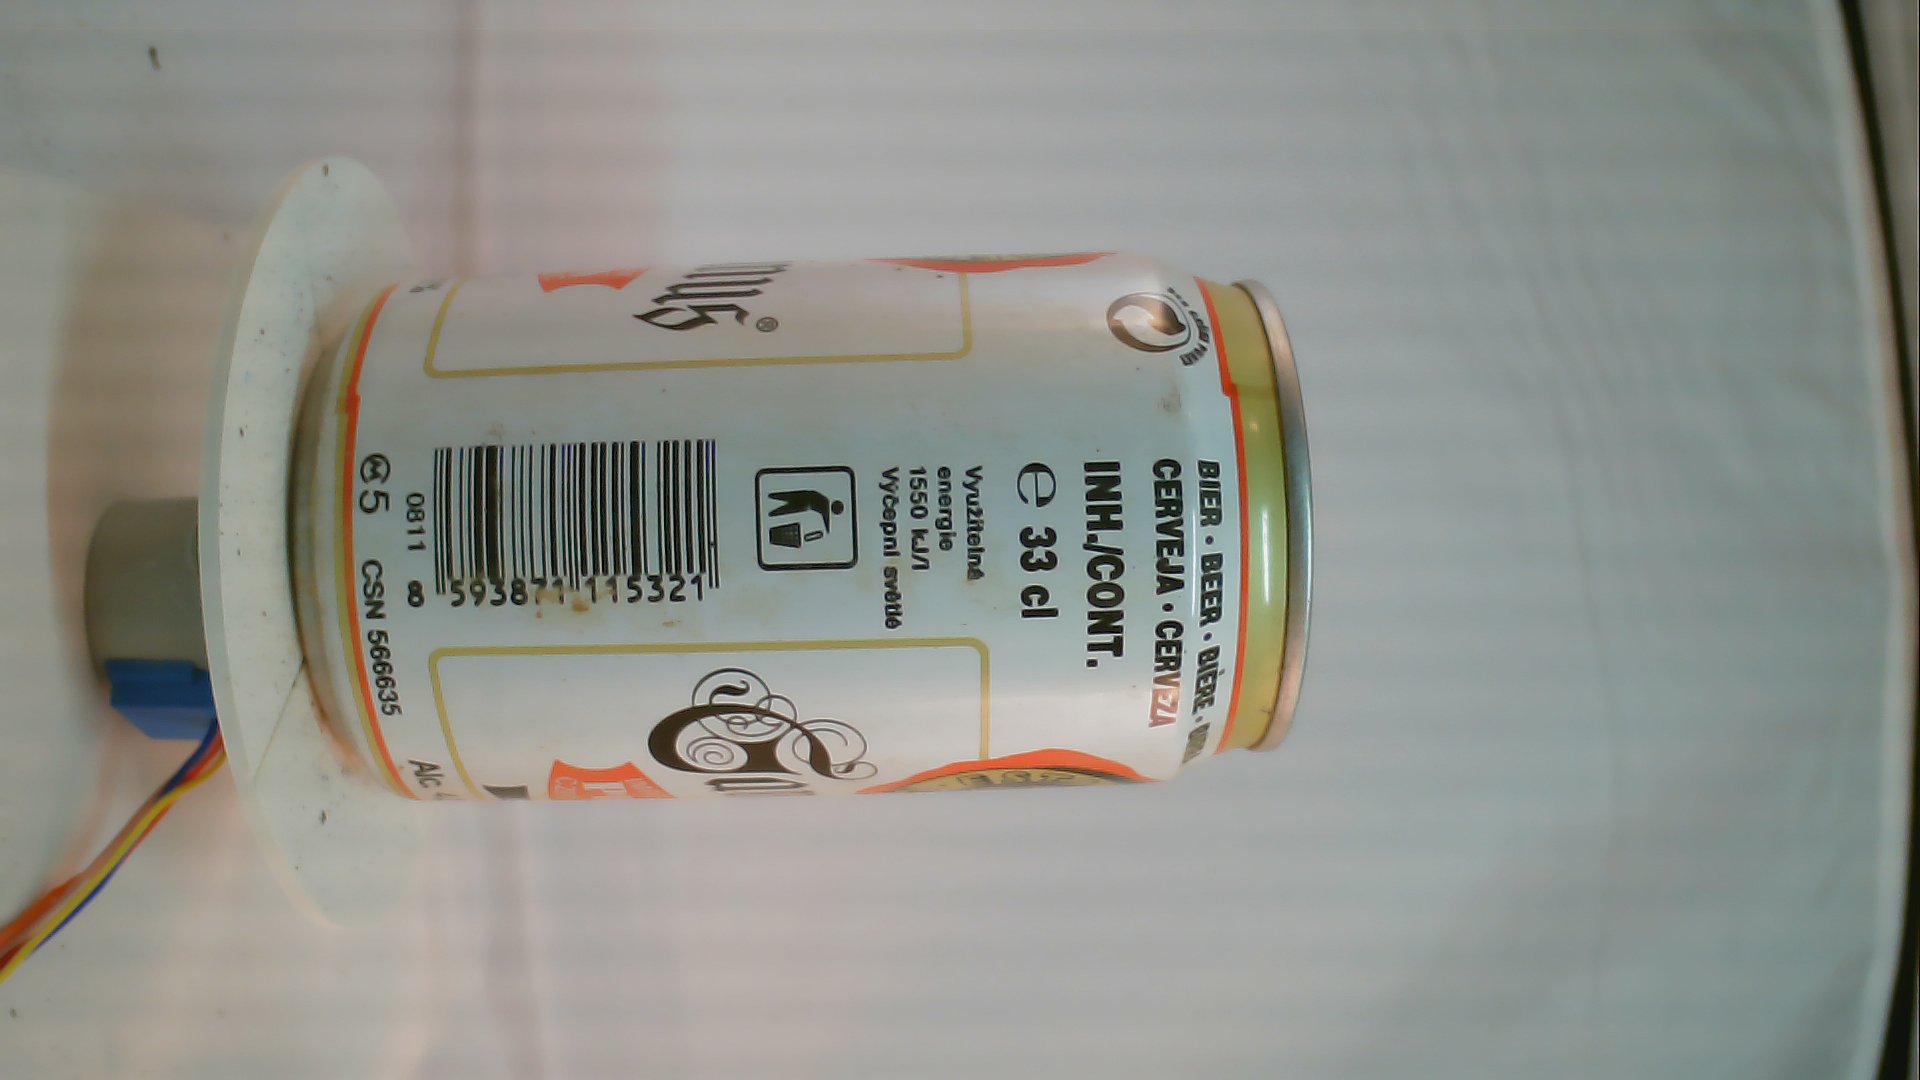 BIER • BEER • BIÈRE •
CERVEJA • CERVEZA
INH./CONT.
e 33 cl
Využitelná
energie
1550 kJ/l
Výčepní světlé
8 593871 115321
0811
5 CSN 566635
Alc
®